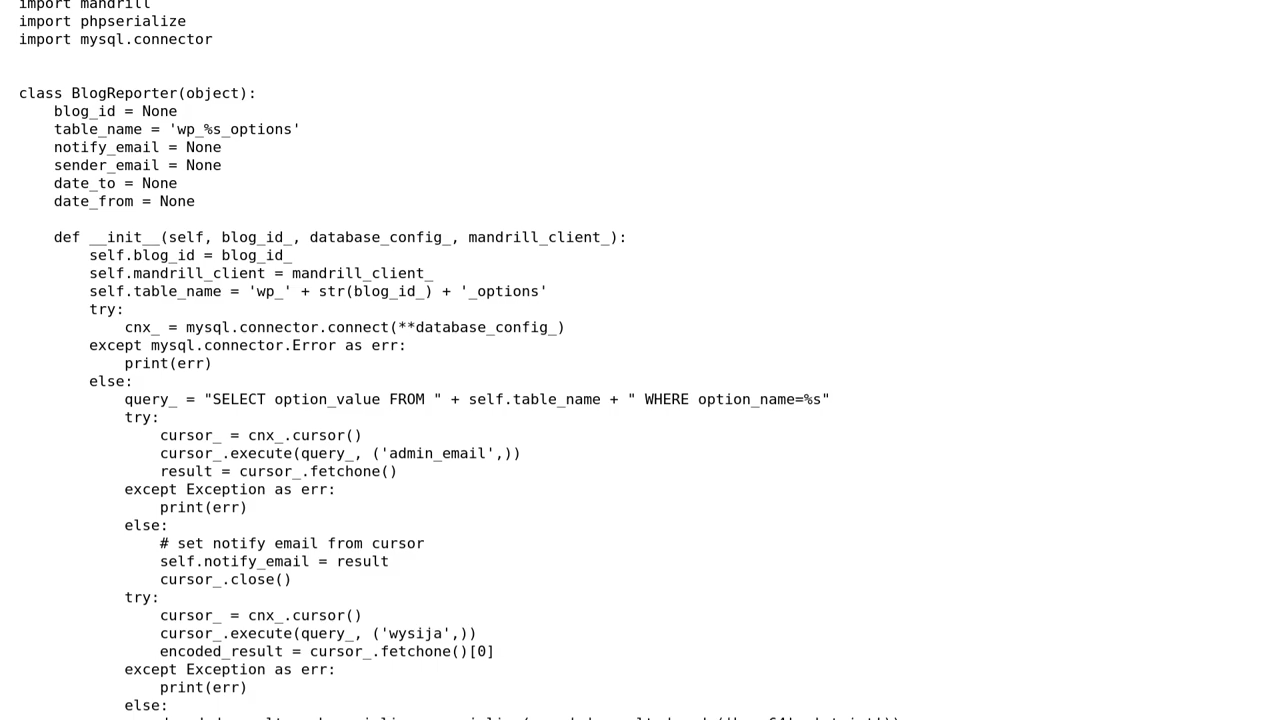 import mandrill
import phpserialize
import mysql.connector


class BlogReporter(object):
    blog_id = None
    table_name = 'wp_%s_options'
    notify_email = None
    sender_email = None
    date_to = None
    date_from = None

    def __init__(self, blog_id_, database_config_, mandrill_client_):
        self.blog_id = blog_id_
        self.mandrill_client = mandrill_client_
        self.table_name = 'wp_' + str(blog_id_) + '_options'
        try:
            cnx_ = mysql.connector.connect(**database_config_)
        except mysql.connector.Error as err:
            print(err)
        else:
            query_ = "SELECT option_value FROM " + self.table_name + " WHERE option_name=%s"
            try:
                cursor_ = cnx_.cursor()
                cursor_.execute(query_, ('admin_email',))
                result = cursor_.fetchone()
            except Exception as err:
                print(err)
            else:
                # set notify email from cursor
                self.notify_email = result
                cursor_.close()
            try:
                cursor_ = cnx_.cursor()
                cursor_.execute(query_, ('wysija',))
                encoded_result = cursor_.fetchone()[0]
            except Exception as err:
                print(err)
            else: